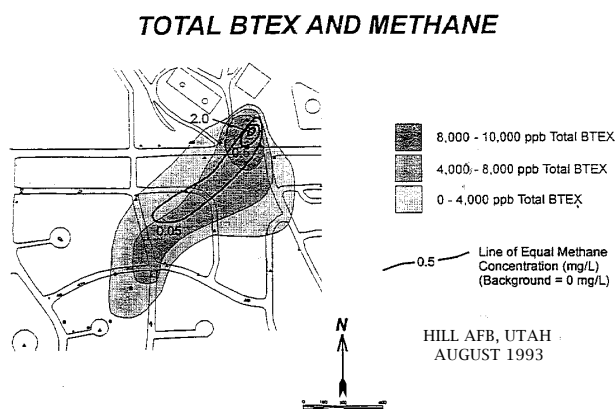 TOTAL BTEX AND METHANE
2.0
0.05
8,000 - 10,000 ppb Total BTEX
4,000 - 8,000 ppb Total BTEX
0 - 4,000 ppb Total BTEX
0.5
Line of Equal Methane
Concentration (mg/L)
(Background = 0 mg/L)
N
HILL AFB, UTAH
AUGUST 1993